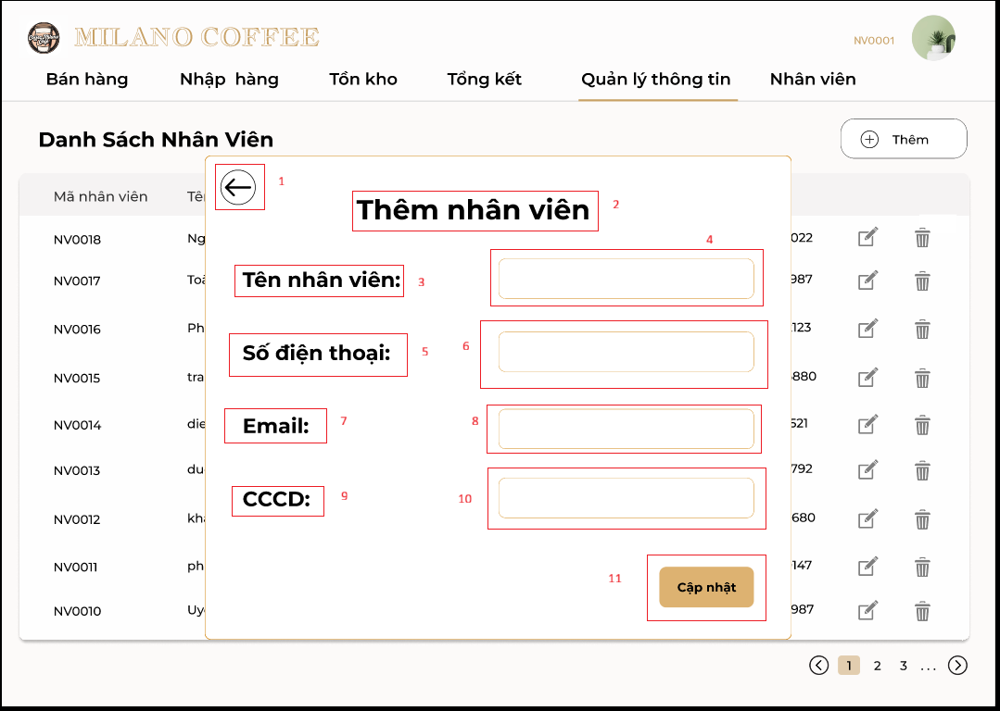 MILANO COFFEE
NV0001
Bán hàng Nhập hàng Tồn kho Tổng kết Quản lý thông tin Nhân viên
Danh Sách Nhân Viên
Thêm
1
Thêm nhân viên
2
Mã nhân viên
4
Tên nhân viên:
3
Số điện thoại:
5
6
Email:
7
8
CCCD:
9
10
11
Cập nhật
NV0018 Ng 022
NV0017 Toà 987
NV0016 Ph 123
NV0015 tra 880
NV0014 die 521
NV0013 du 792
NV0012 khá 680
NV0011 ph 147
NV0010 Uy 987
1 2 3 ...